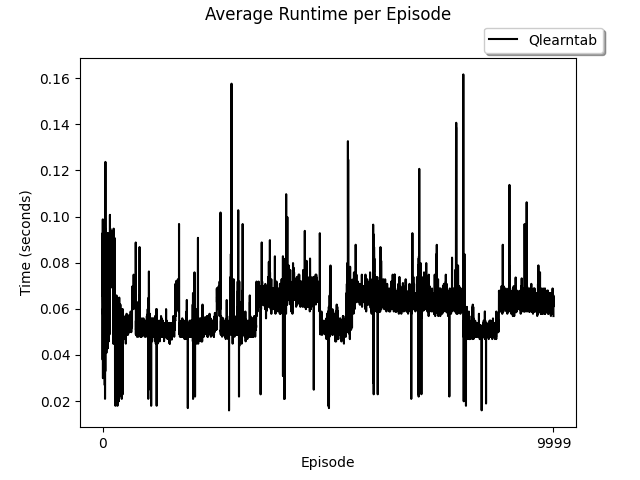 Average Runtime per Episode
Qlearntab
0.16
0.14
0.12
0.10
0.08
0.06
0.04
0.02
Time (seconds)
0 9999
Episode